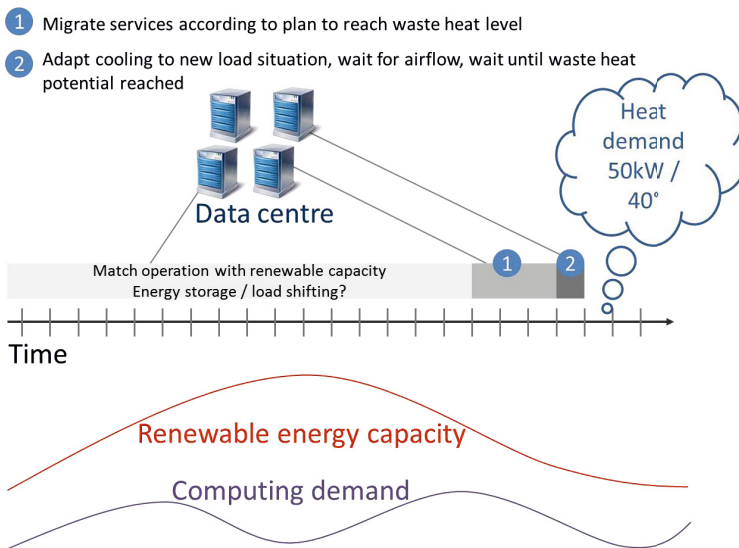 1 Migrate services according to plan to reach waste heat level
2 Adapt cooling to new load situation, wait for airflow, wait until waste heat
potential reached
Heat
demand
50kW /
40°
Data centre
Match operation with renewable capacity
Energy storage / load shifting?
1
2
Time
Renewable energy capacity
Computing demand